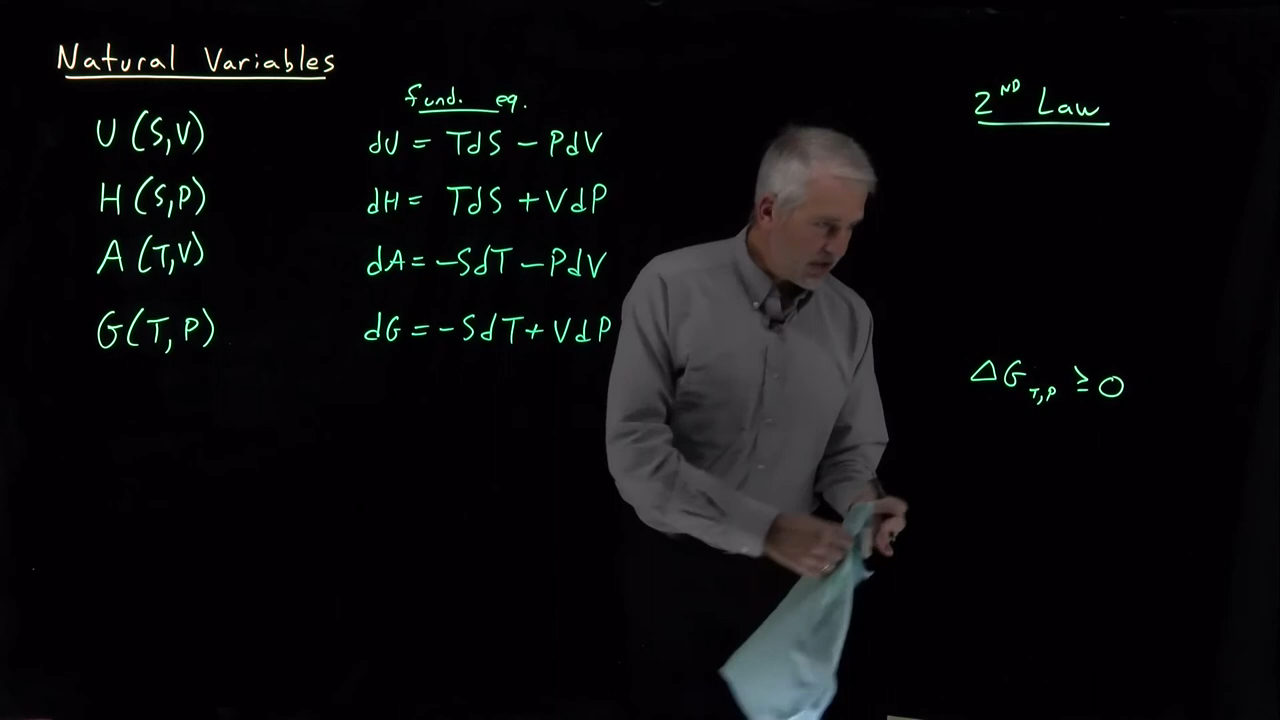 Natural Variables
Fund. eq.
2ND Law
U(S,V) dU = TdS - PdV
H(S,P) dH = TdS + VdP
A(T,V) dA = -SdT - PdV
G(T,P) dG = -SdT + VdP
ΔG_T,P ≥ 0